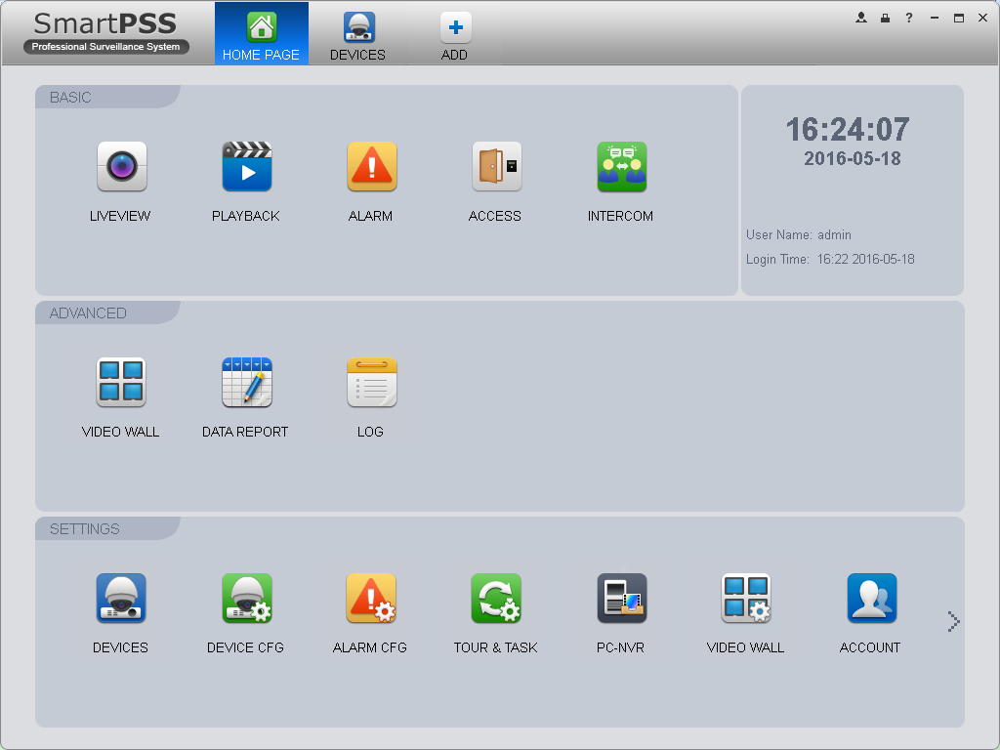 SmartPSS
Professional Surveillance System
HOME PAGE
DEVICES
ADD
?
BASIC
LIVEVIEW
PLAYBACK
ALARM
ACCESS
INTERCOM
16:24:07
2016-05-18
User Name: admin
Login Time: 16:22 2016-05-18
ADVANCED
VIDEO WALL
DATA REPORT
LOG
SETTINGS
DEVICES
DEVICE CFG
ALARM CFG
TOUR & TASK
PC-NVR
VIDEO WALL
ACCOUNT